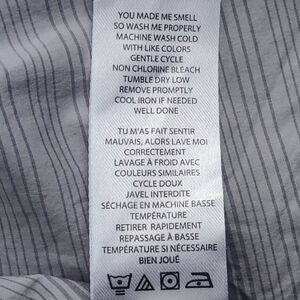 YOU MADE ME SMELL
SO WASH ME PROPERLY
MACHINE WASH COLD
WITH LIKE COLORS
GENTLE CYCLE
NON CHLORINE BLEACH
TUMBLE DRY LOW
REMOVE PROMPTLY
COOL IRON IF NEEDED
WELL DONE
TU M'AS FAIT SENTIR
MAUVAIS, ALORS LAVE MOI
CORRECTEMENT
LAVAGE À FROID AVEC
COULEURS SIMILAIRES
CYCLE DOUX
JAVEL INTERDITE
SÉCHAGE EN MACHINE BASSE
TEMPÉRATURE
RETIRER RAPIDEMENT
REPASSAGE À BASSE
TEMPÉRATURE SI NÉCESSAIRE
BIEN JOUÉ